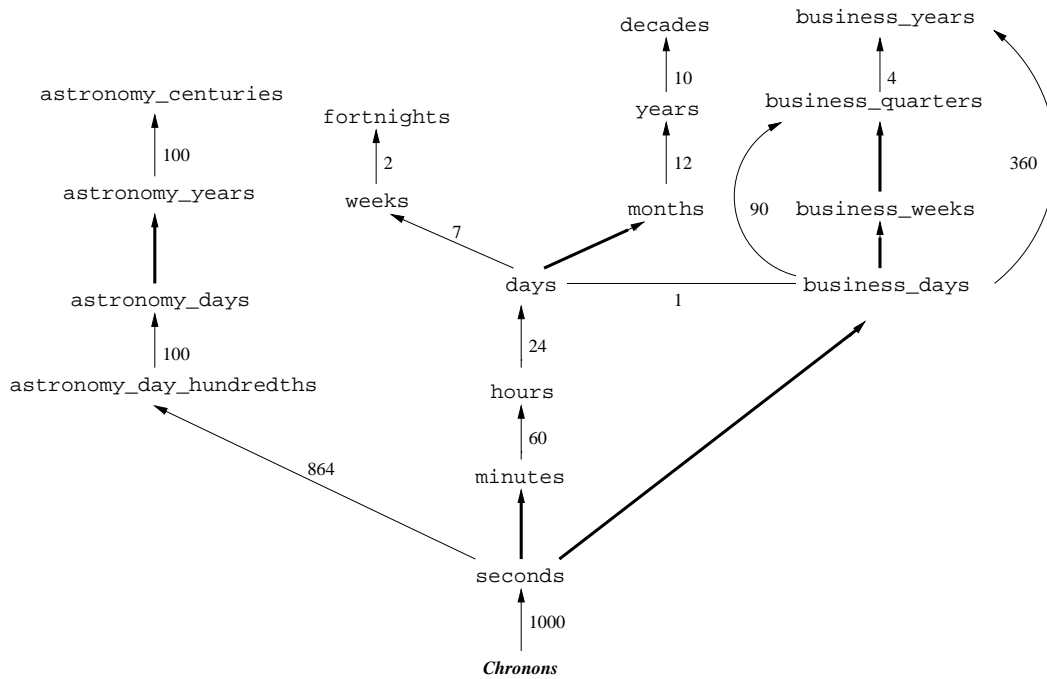 decades
business_years
10
4
astronomy_centuries
years
business_quarters
fortnights
100
2
12
360
astronomy_years
weeks
months
90
business_weeks
7
days
1
business_days
astronomy_days
100
24
astronomy_day_hundredths
hours
60
864
minutes
seconds
1000
Chronons